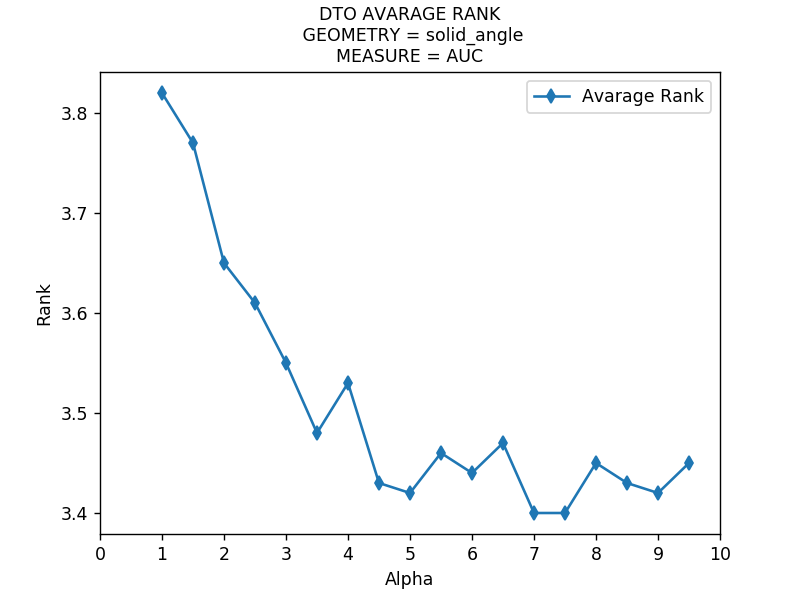 DTO AVARAGE RANK
GEOMETRY = solid_angle
MEASURE = AUC
Avarage Rank
3.8
3.7
3.6
3.5
3.4
Rank
0 1 2 3 4 5 6 7 8 9 10
Alpha